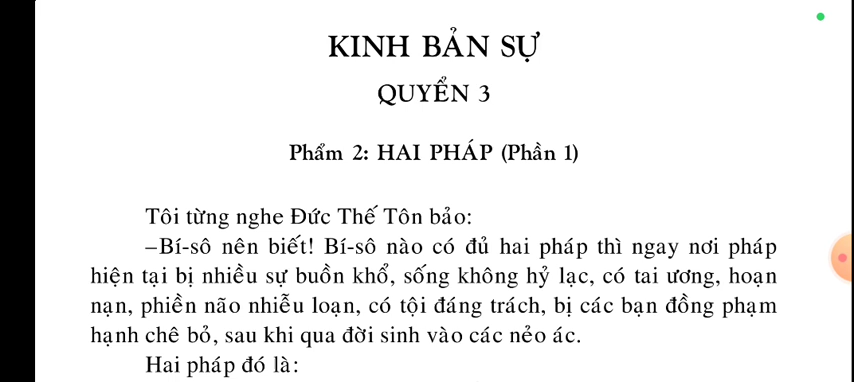 KINH BẢN SỰ
QUYỂN 3
Phẩm 2: HAI PHÁP (Phần 1)
Tôi từng nghe Đức Thế Tôn bảo:
–Bí-sô nên biết! Bí-sô nào có đủ hai pháp thì ngay nơi pháp
hiện tại bị nhiều sự buồn khổ, sống không hỷ lạc, có tai ương, hoạn
nạn, phiền não nhiễu loạn, có tội đáng trách, bị các bạn đồng phạm
hạnh chê bỏ, sau khi qua đời sinh vào các nẻo ác.
Hai pháp đó là: